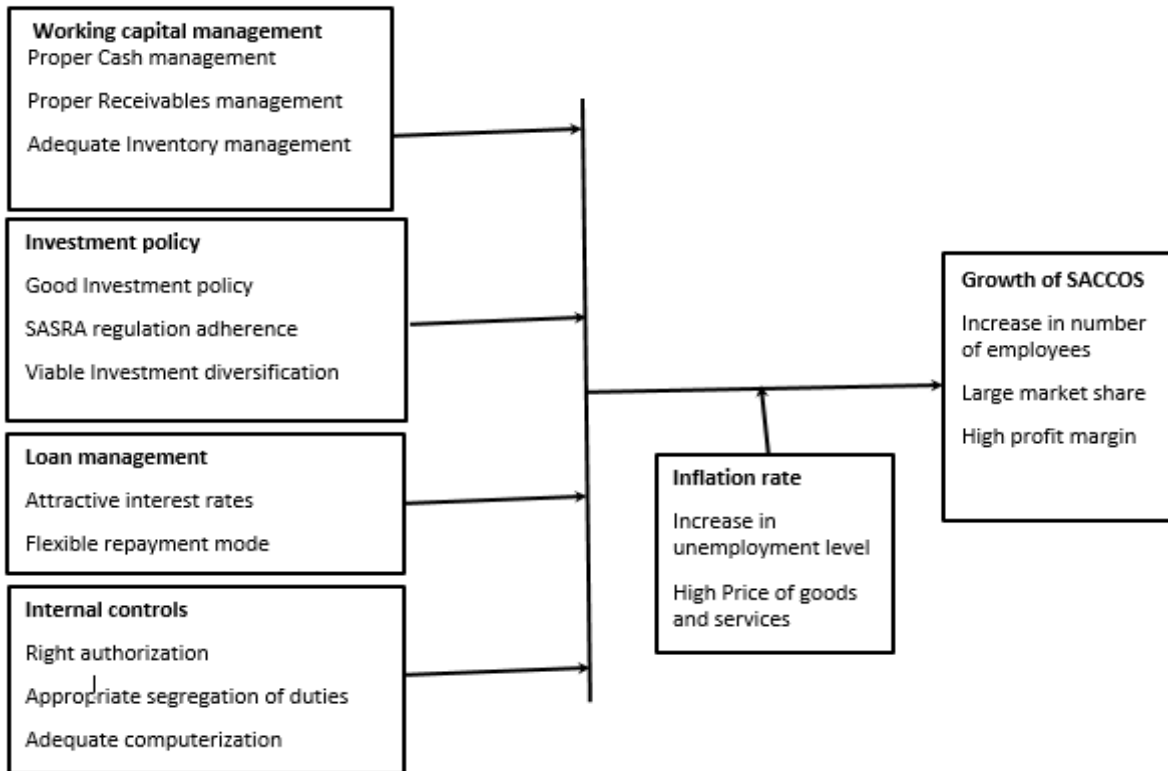 Working capital management
Proper Cash management
Proper Receivables management
Adequate Inventory management
Investment policy
Good Investment policy
SASRA regulation adherence
Viable Investment diversification
Loan management
Attractive interest rates
Flexible repayment mode
Internal controls
Right authorization
Appropriate segregation of duties
Adequate computerization
Inflation rate
Increase in
unemployment level
High Price of goods
and services
Growth of SACCOS
Increase in number
of employees
Large market share
High profit margin